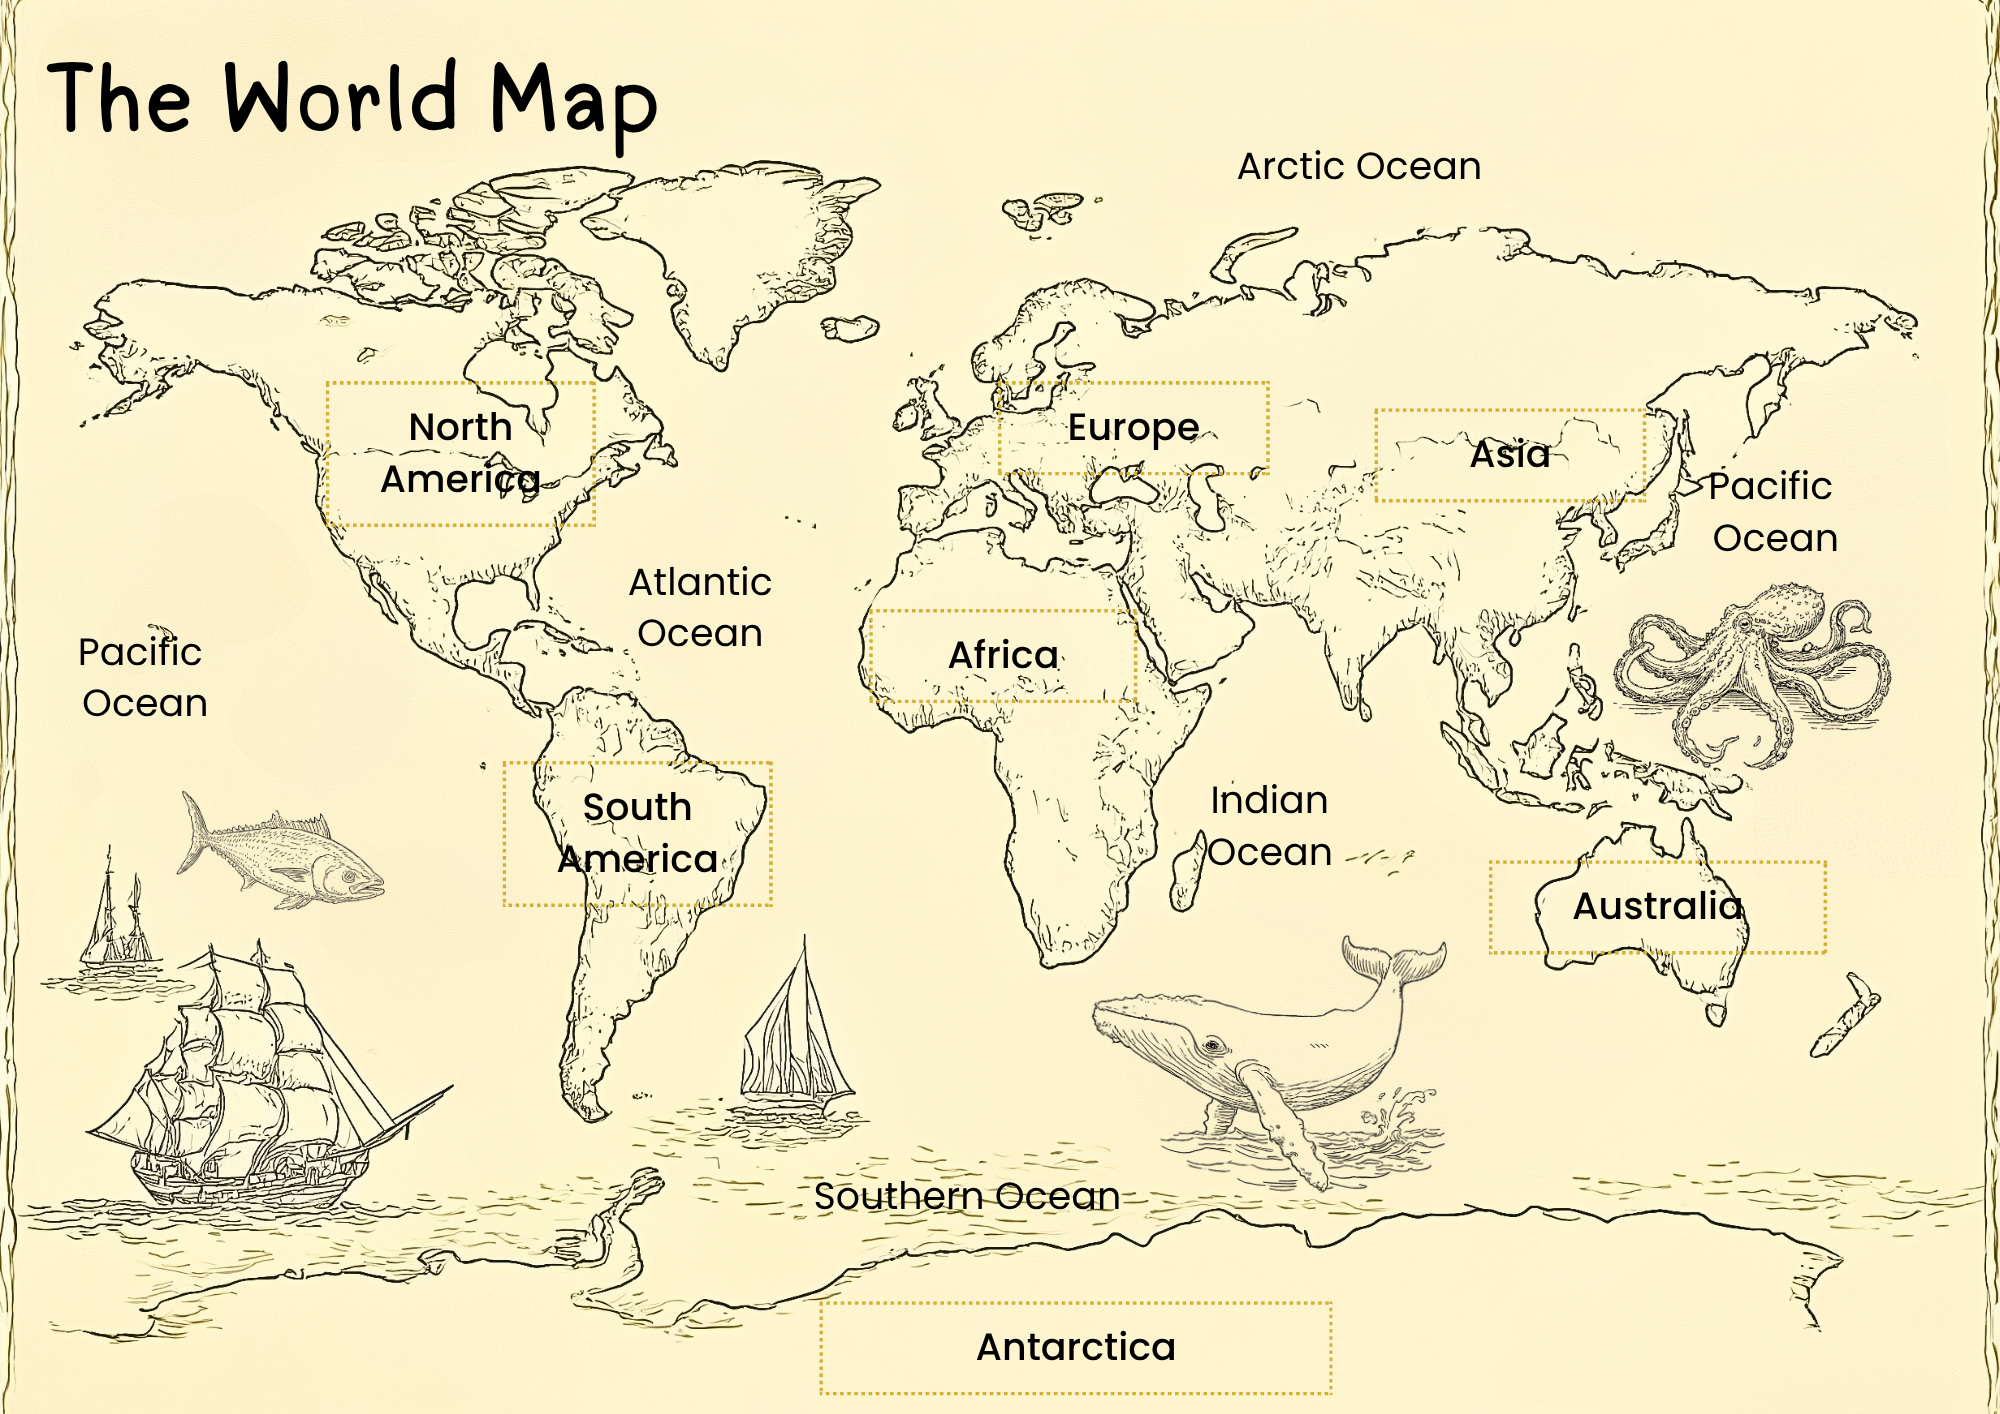 The World Map
Arctic Ocean
North
America
Europe
Asia
Pacific
Ocean
Atlantic
Ocean
Africa
Pacific
Ocean
South
America
Indian
Ocean
Australia
Southern Ocean
Antarctica